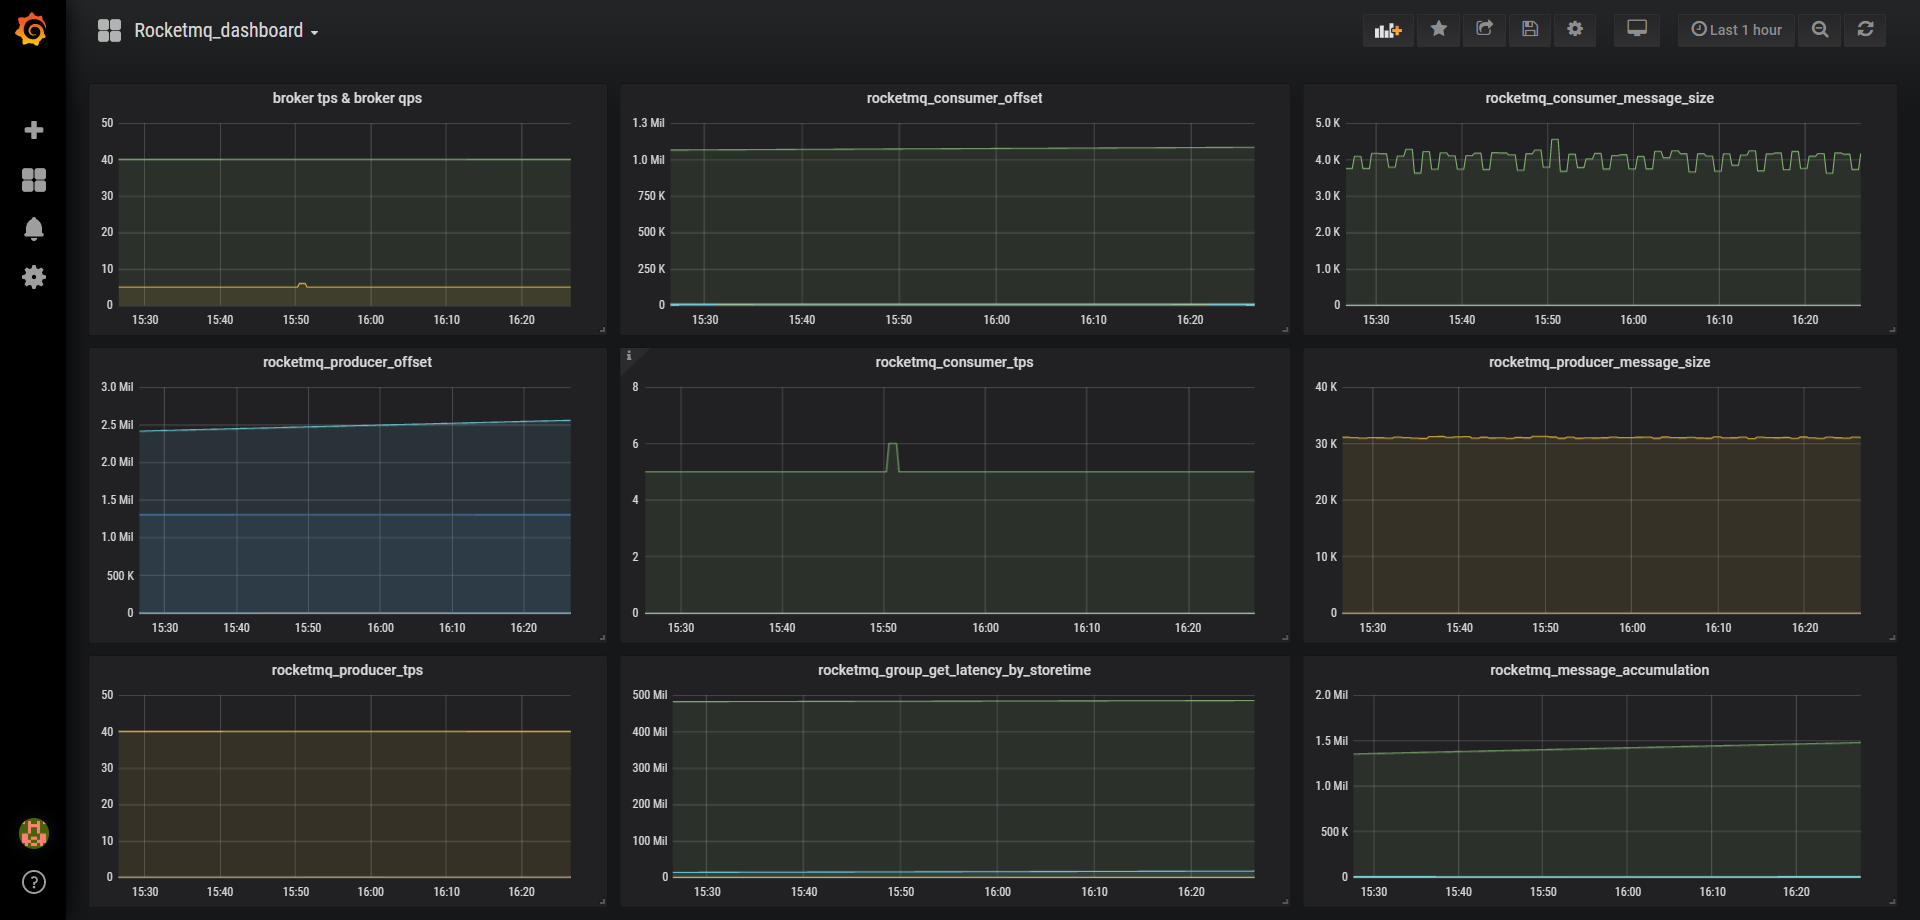 Rocketmq_dashboard
Last 1 hour
broker tps & broker qps
50
40
30
20
10
0
15:30 15:40 15:50 16:00 16:10 16:20
rocketmq_consumer_offset
1.3 Mil
1.0 Mil
750 K
500 K
250 K
0
15:30 15:40 15:50 16:00 16:10 16:20
rocketmq_consumer_message_size
5.0 K
4.0 K
3.0 K
2.0 K
1.0 K
0
15:30 15:40 15:50 16:00 16:10 16:20
rocketmq_producer_offset
3.0 Mil
2.5 Mil
2.0 Mil
1.5 Mil
1.0 Mil
500 K
0
15:30 15:40 15:50 16:00 16:10 16:20
i
rocketmq_consumer_tps
8
6
4
2
0
15:30 15:40 15:50 16:00 16:10 16:20
rocketmq_producer_message_size
40 K
30 K
20 K
10 K
0
15:30 15:40 15:50 16:00 16:10 16:20
rocketmq_producer_tps
50
40
30
20
10
0
15:30 15:40 15:50 16:00 16:10 16:20
rocketmq_group_get_latency_by_storetime
500 Mil
400 Mil
300 Mil
200 Mil
100 Mil
0
15:30 15:40 15:50 16:00 16:10 16:20
rocketmq_message_accumulation
2.0 Mil
1.5 Mil
1.0 Mil
500 K
0
15:30 15:40 15:50 16:00 16:10 16:20